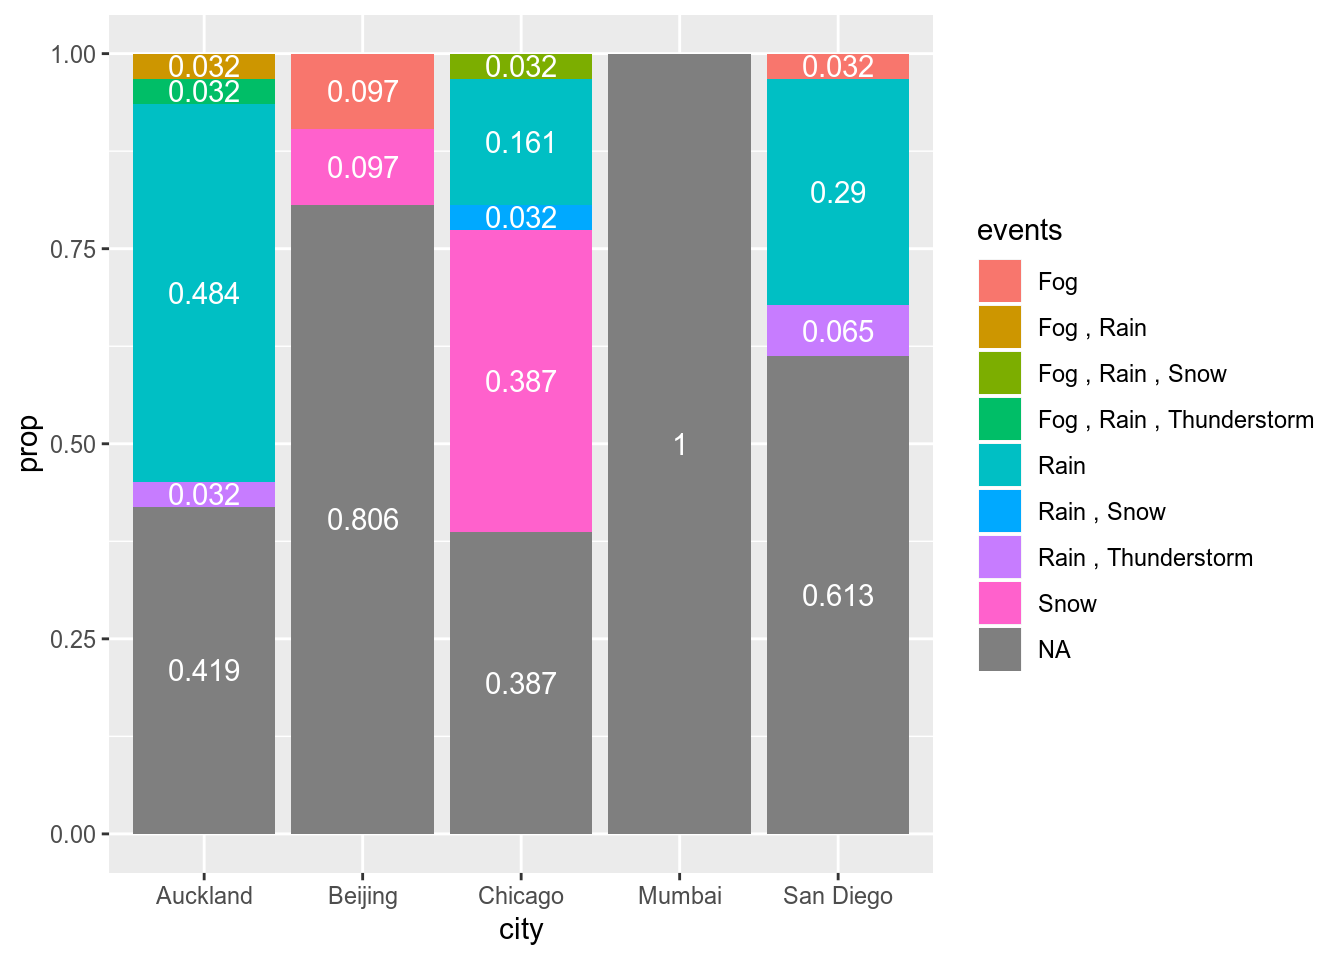 1.00
0.75
0.50
0.25
0.00
prop
0.032
0.032
0.484
0.032
0.419
0.097
0.097
0.806
0.032
0.161
0.032
0.387
0.387
1
0.032
0.29
0.065
0.613
Auckland
Beijing
Chicago
Mumbai
San Diego
city
events
Fog
Fog , Rain
Fog , Rain , Snow
Fog , Rain , Thunderstorm
Rain
Rain , Snow
Rain , Thunderstorm
Snow
NA